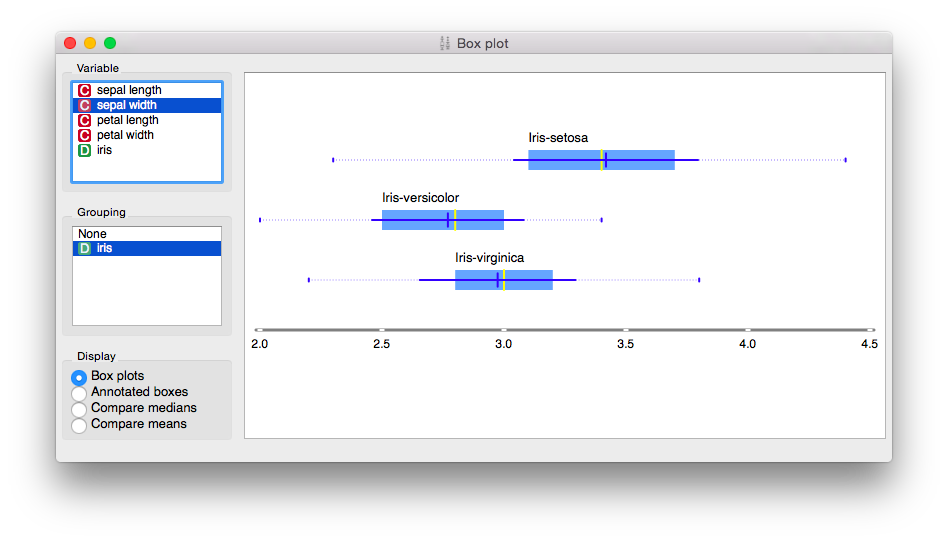 Box plot
Variable
C sepal length
C sepal width
C petal length
C petal width
D iris
Grouping
None
D iris
Display
Box plots
Annotated boxes
Compare medians
Compare means
Iris-setosa
Iris-versicolor
Iris-virginica
2.0 2.5 3.0 3.5 4.0 4.5